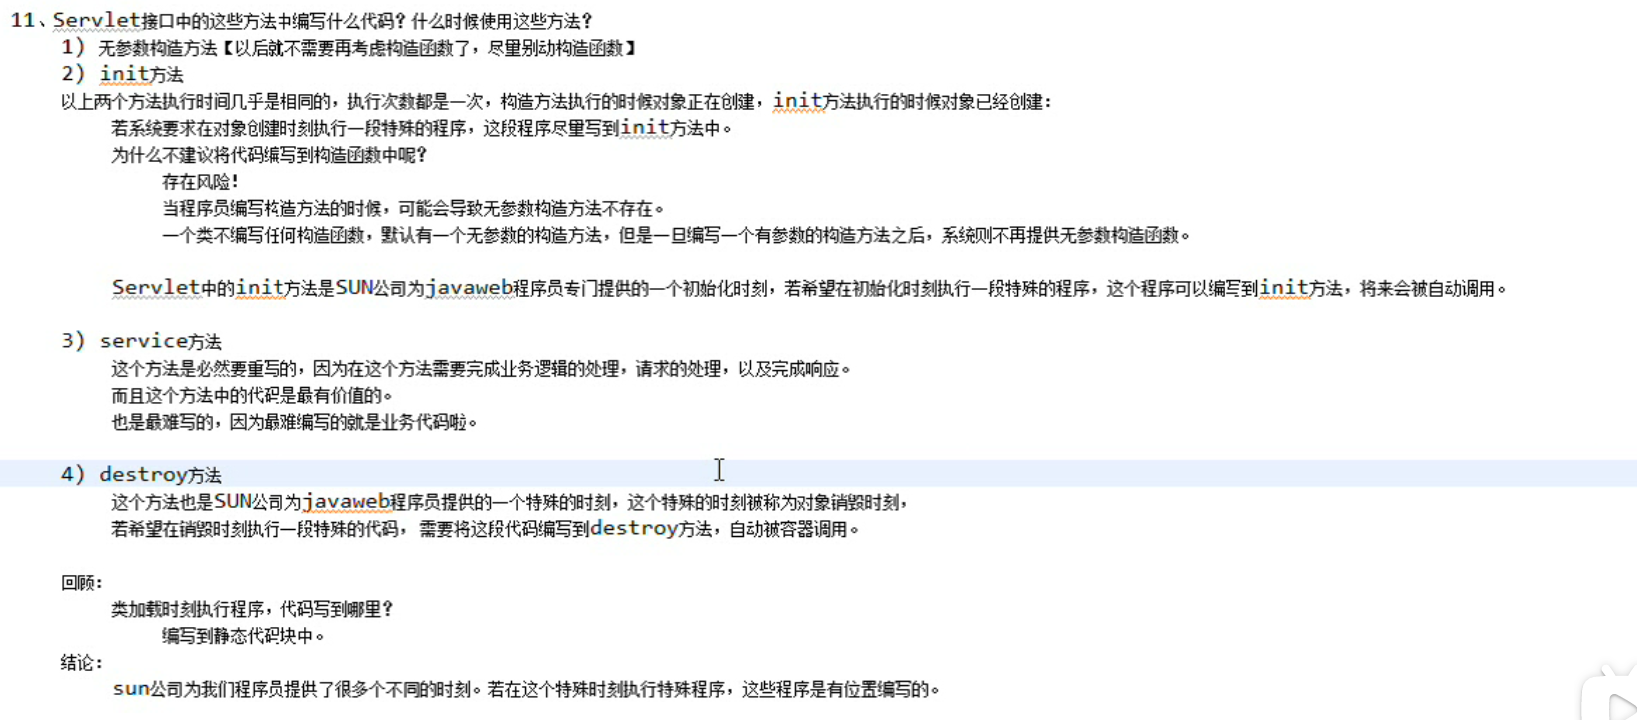 11、Servlet接口中的这些方法中编写什么代码？什么时候使用这些方法？
1) 无参数构造方法【以后就不需要再考虑构造函数了，尽量别动构造函数】
2) init方法
以上两个方法执行时间几乎是相同的，执行次数都是一次，构造方法执行的时候对象正在创建，init方法执行的时候对象已经创建：
若系统要求在对象创建时刻执行一段特殊的程序，这段程序尽量写到init方法中。
为什么不建议将代码编写到构造函数中呢？
存在风险！
当程序员编写构造方法的时候，可能会导致无参数构造方法不存在。
一个类不编写任何构造函数，默认有一个无参数的构造方法，但是一旦编写一个有参数的构造方法之后，系统则不再提供无参数构造函数。
Servlet中的init方法是SUN公司为javaweb程序员专门提供的一个初始化时刻，若希望在初始化时刻执行一段特殊的程序，这个程序可以编写到init方法，将来会被自动调用。
3) service方法
这个方法是必然要重写的，因为在这个方法需要完成业务逻辑的处理，请求的处理，以及完成响应。
而且这个方法中的代码是最有价值的。
也是最难写的，因为最难编写的就是业务代码啦。
4) destroy方法
这个方法也是SUN公司为javaweb程序员提供的一个特殊的时刻，这个特殊的时刻被称为对象销毁时刻，
若希望在销毁时刻执行一段特殊的代码， 需要将这段代码编写到destroy方法，自动被容器调用。
回顾：
类加载时刻执行程序，代码写到哪里？
编写到静态代码块中。
结论：
sun公司为我们程序员提供了很多个不同的时刻。若在这个特殊时刻执行特殊程序，这些程序是有位置编写的。